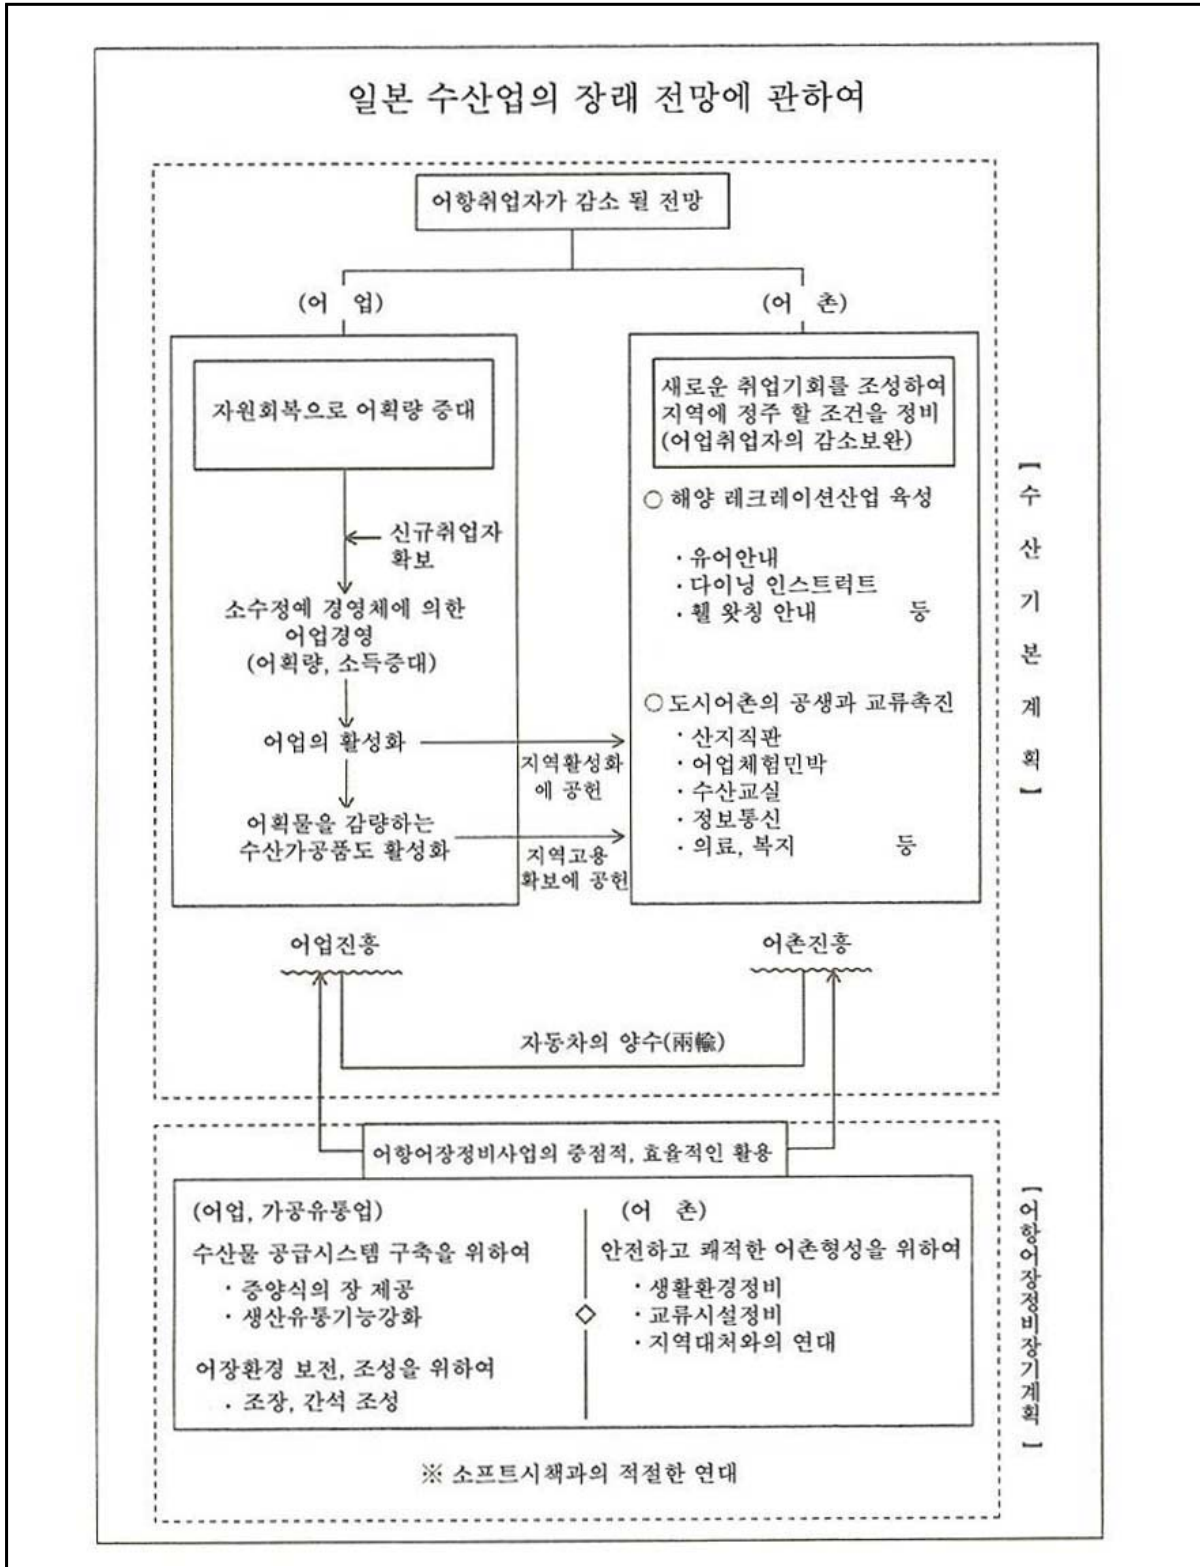 일본 수산업의 장래 전망에 관하여
어항취업자가 감소 될 전망
(어 업)
자원회복으로 어획량 증대
신규취업자
확보
소수정예 경영체에 의한
어업경영
(어획량, 소득증대)
어업의 활성화
지역활성화
에 공헌
어획물을 감량하는
수산가공품도 활성화
지역고용
확보에 공헌
어업진흥
(어 촌)
새로운 취업기회를 조성하여
지역에 정주 할 조건을 정비
(어업취업자의 감소보완)
○ 해양 레크레이션산업 육성
· 유어안내
· 다이닝 인스트럭트
· 휄 왓칭 안내 등
○ 도시어촌의 공생과 교류촉진
· 산지직판
· 어업체험민박
· 수산교실
· 정보통신
· 의료, 복지 등
어촌진흥
자동차의 양수(兩輪)
【수산기본계획】
어항어장정비사업의 중점적, 효율적인 활용
(어업, 가공유통업)
수산물 공급시스템 구축을 위하여
· 증양식의 장 제공
· 생산유통기능강화
어장환경 보전, 조성을 위하여
· 조장, 간석 조성
(어 촌)
안전하고 쾌적한 어촌형성을 위하여
· 생활환경정비
· 교류시설정비
· 지역대처와의 연대
※ 소프트시책과의 적절한 연대
【어항어장정비장기계획】